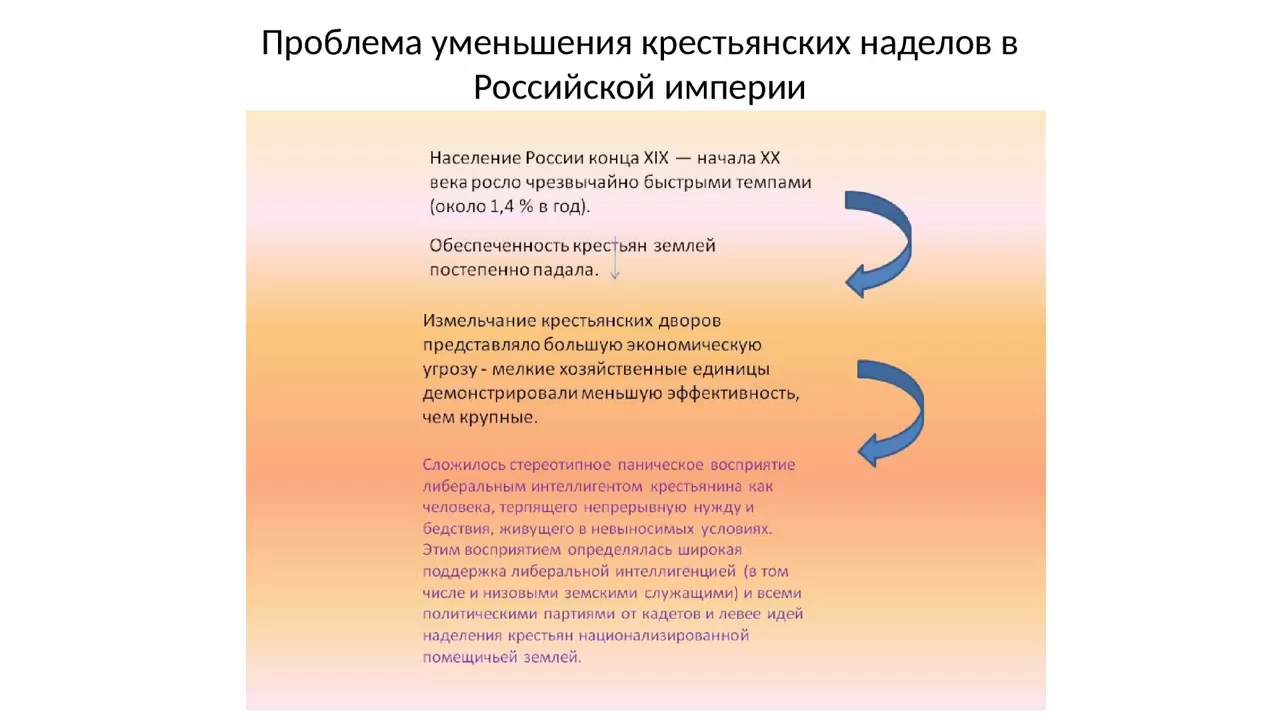 Проблема уменьшения крестьянских наделов в
Российской империи
Население России конца XIX — начала XX
века росло чрезвычайно быстрыми темпами
(около 1,4 % в год).
Обеспеченность крестьян землей
постепенно падала.
Измельчание крестьянских дворов
представляло большую экономическую
угрозу - мелкие хозяйственные единицы
демонстрировали меньшую эффективность,
чем крупные.
Сложилось стереотипное паническое восприятие
либеральным интеллигентом крестьянина как
человека, терпящего непрерывную нужду и
бедствия, живущего в невыносимых условиях.
Этим восприятием определялась широкая
поддержка либеральной интеллигенцией (в том
числе и низовыми земскими служащими) и всеми
политическими партиями от кадетов и левее идей
наделения крестьян национализированной
помещичьей землей.